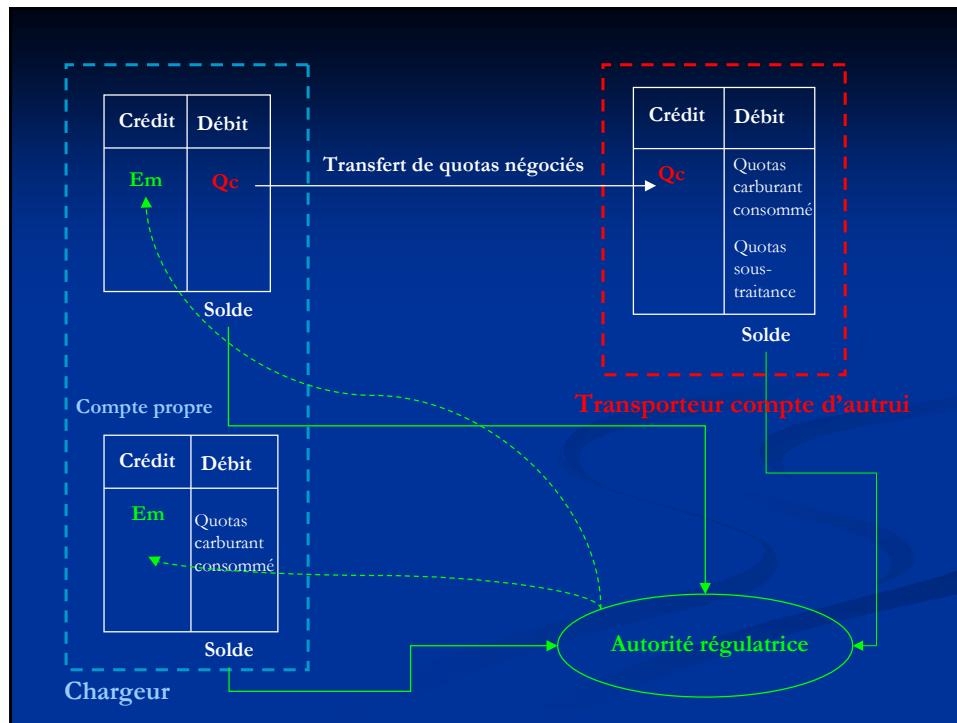 Crédit
Débit
Em
Qc
Solde
Transfert de quotas négociés
Crédit
Débit
Qc
Quotas
carburant
consommé
Quotas
sous-
traitance
Solde
Transporteur compte d'autrui
Compte propre
Crédit
Débit
Em
Quotas
carburant
consommé
Solde
Chargeur
Autorité régulatrice